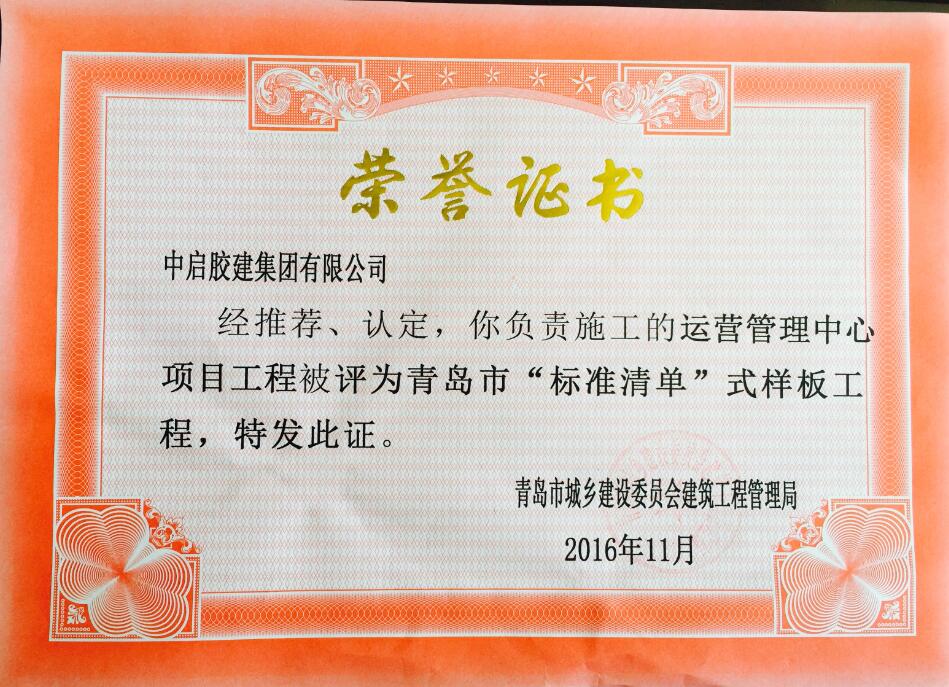 荣誉证书
中启胶建集团有限公司
经推荐、认定，你负责施工的运营管理中心
项目工程被评为青岛市“标准清单”式样板工
程，特发此证。
青岛市城乡建设委员会建筑工程管理局
2016年11月